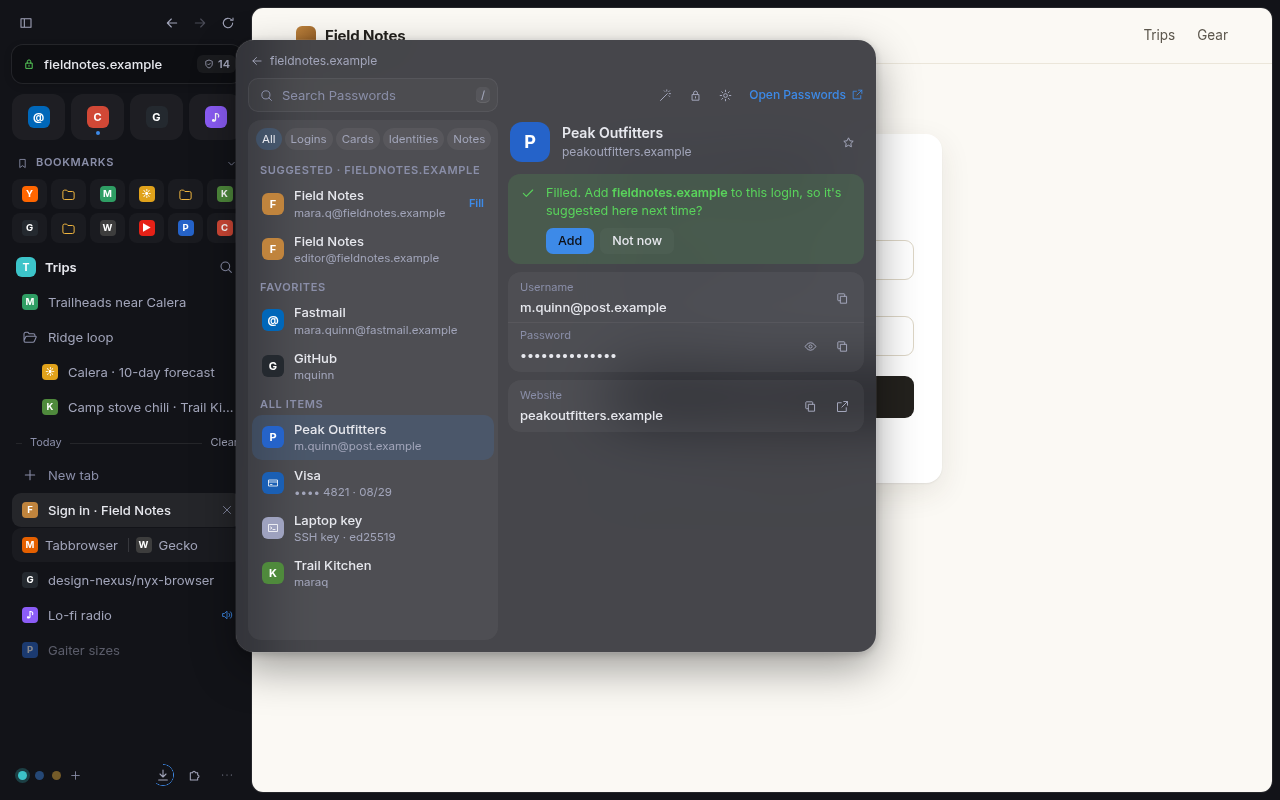 fieldnotes.example
14
@
C
G
BOOKMARKS
Y
M
K
G
W
P
C
T
Trips
M
Trailheads near Calera
Ridge loop
Calera · 10-day forecast
K
Camp stove chili · Trail Ki...
Today
Clear
New tab
F
Sign in · Field Notes
M
Tabbrowser
W
Gecko
G
design-nexus/nyx-browser
Lo-fi radio
P
Gaiter sizes
Field Notes
Trips
Gear
fieldnotes.example
Search Passwords
/
Open Passwords
All
Logins
Cards
Identities
Notes
SUGGESTED · FIELDNOTES.EXAMPLE
F
Field Notes
mara.q@fieldnotes.example
Fill
F
Field Notes
editor@fieldnotes.example
FAVORITES
@
Fastmail
mara.quinn@fastmail.example
G
GitHub
mquinn
ALL ITEMS
P
Peak Outfitters
m.quinn@post.example
Visa
•••• 4821 · 08/29
Laptop key
SSH key · ed25519
K
Trail Kitchen
maraq
P
Peak Outfitters
peakoutfitters.example
Filled. Add fieldnotes.example to this login, so it's
suggested here next time?
Add
Not now
Username
m.quinn@post.example
Password
••••••••••••••
Website
peakoutfitters.example